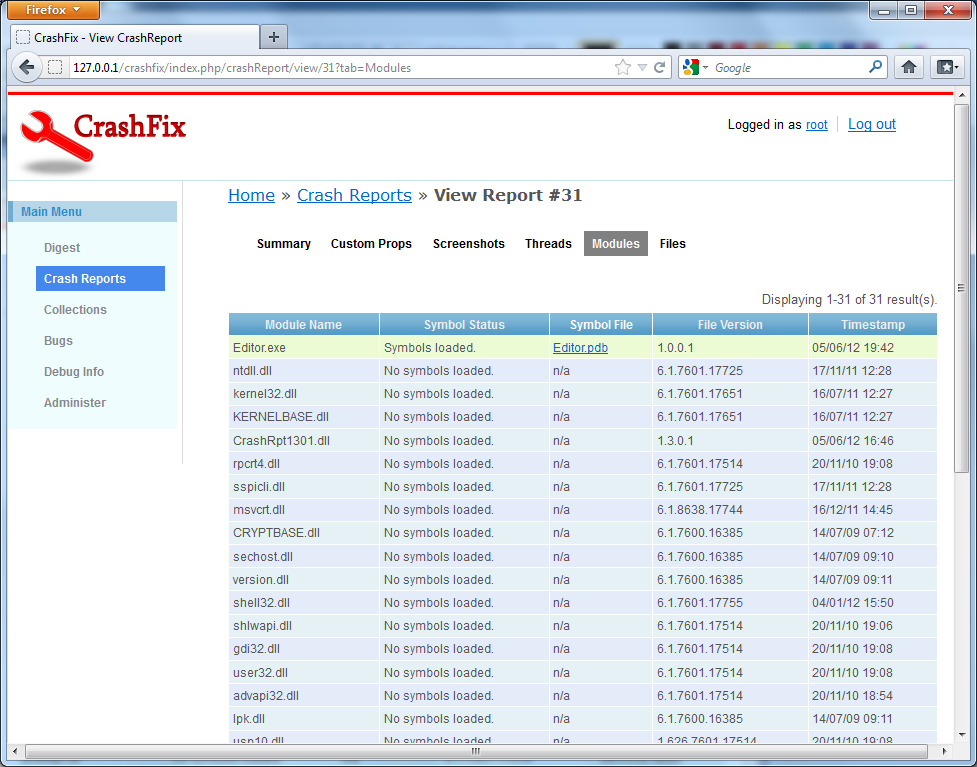 Firefox
CrashFix - View CrashReport
127.0.0.1/crashfix/index.php/crashReport/view/31?tab=Modules
Google
CrashFix
Logged in as root Log out
Home » Crash Reports » View Report #31
Main Menu
Digest
Crash Reports
Collections
Bugs
Debug Info
Administer
Summary Custom Props Screenshots Threads Modules Files
Displaying 1-31 of 31 result(s).
Module Name Symbol Status Symbol File File Version Timestamp
Editor.exe Symbols loaded. Editor.pdb 1.0.0.1 05/06/12 19:42
ntdll.dll No symbols loaded. n/a 6.1.7601.17725 17/11/11 12:28
kernel32.dll No symbols loaded. n/a 6.1.7601.17651 16/07/11 12:27
KERNELBASE.dll No symbols loaded. n/a 6.1.7601.17651 16/07/11 12:27
CrashRpt1301.dll No symbols loaded. n/a 1.3.0.1 05/06/12 16:46
rpcrt4.dll No symbols loaded. n/a 6.1.7601.17514 20/11/10 19:08
sspicli.dll No symbols loaded. n/a 6.1.7601.17725 17/11/11 12:28
msvcrt.dll No symbols loaded. n/a 6.1.8638.17744 16/12/11 14:45
CRYPTBASE.dll No symbols loaded. n/a 6.1.7600.16385 14/07/09 07:12
sechost.dll No symbols loaded. n/a 6.1.7600.16385 14/07/09 09:10
version.dll No symbols loaded. n/a 6.1.7600.16385 14/07/09 09:11
shell32.dll No symbols loaded. n/a 6.1.7601.17755 04/01/12 15:50
shlwapi.dll No symbols loaded. n/a 6.1.7601.17514 20/11/10 19:06
gdi32.dll No symbols loaded. n/a 6.1.7601.17514 20/11/10 19:08
user32.dll No symbols loaded. n/a 6.1.7601.17514 20/11/10 19:08
advapi32.dll No symbols loaded. n/a 6.1.7601.17514 20/11/10 18:54
lpk.dll No symbols loaded. n/a 6.1.7600.16385 14/07/09 09:11
usp10.dll No symbols loaded. n/a 1.626.7601.17514 20/11/10 19:08